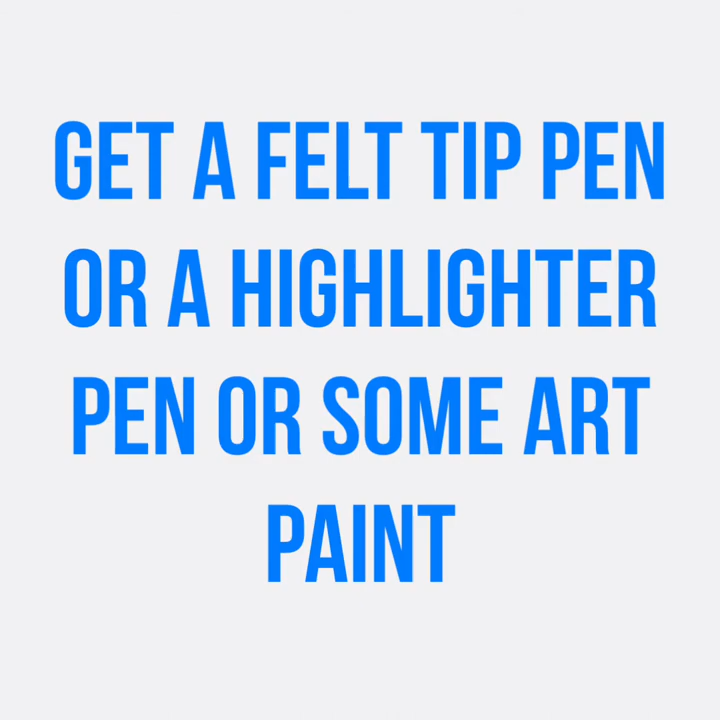 GET A FELT TIP PEN
OR A HIGHLIGHTER
PEN OR SOME ART
PAINT